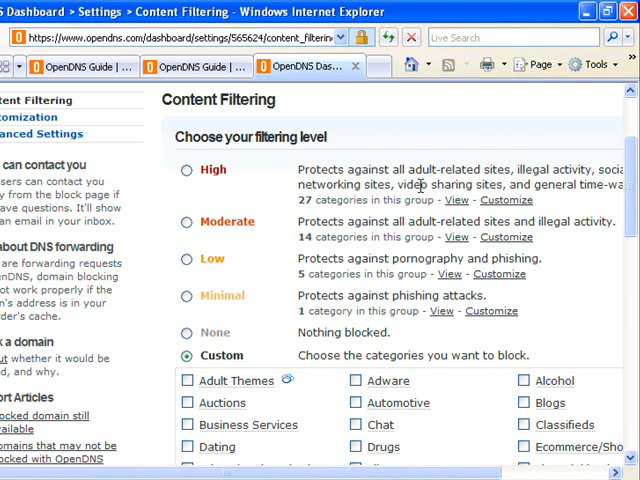 S Dashboard > Settings > Content Filtering - Windows Internet Explorer
https://www.opendns.com/dashboard/settings/565624/content_filterin
Live Search
OpenDNS Guide | ...
OpenDNS Guide | ...
OpenDNS Das...
Page
Tools
tent Filtering
tomization
anced Settings
s can contact you
sers can contact you
y from the block page if
ave questions. It'll show
n email in your inbox.
about DNS forwarding
are forwarding requests
OpenDNS, domain blocking
not work properly if the
n's address is in your
rder's cache.
k a domain
out whether it would be
ed, and why.
ort Articles
ocked domain still
vailable
omains that may not be
ocked with OpenDNS
Content Filtering
Choose your filtering level
High
Protects against all adult-related sites, illegal activity, socia
networking sites, video sharing sites, and general time-wa
27 categories in this group - View - Customize
Moderate
Protects against all adult-related sites and illegal activity.
14 categories in this group - View - Customize
Low
Protects against pornography and phishing.
5 categories in this group - View - Customize
Minimal
Protects against phishing attacks.
1 category in this group - View - Customize
None
Nothing blocked.
Custom
Choose the categories you want to block.
Adult Themes
Adware
Alcohol
Auctions
Automotive
Blogs
Business Services
Chat
Classifieds
Dating
Drugs
Ecommerce/Sho